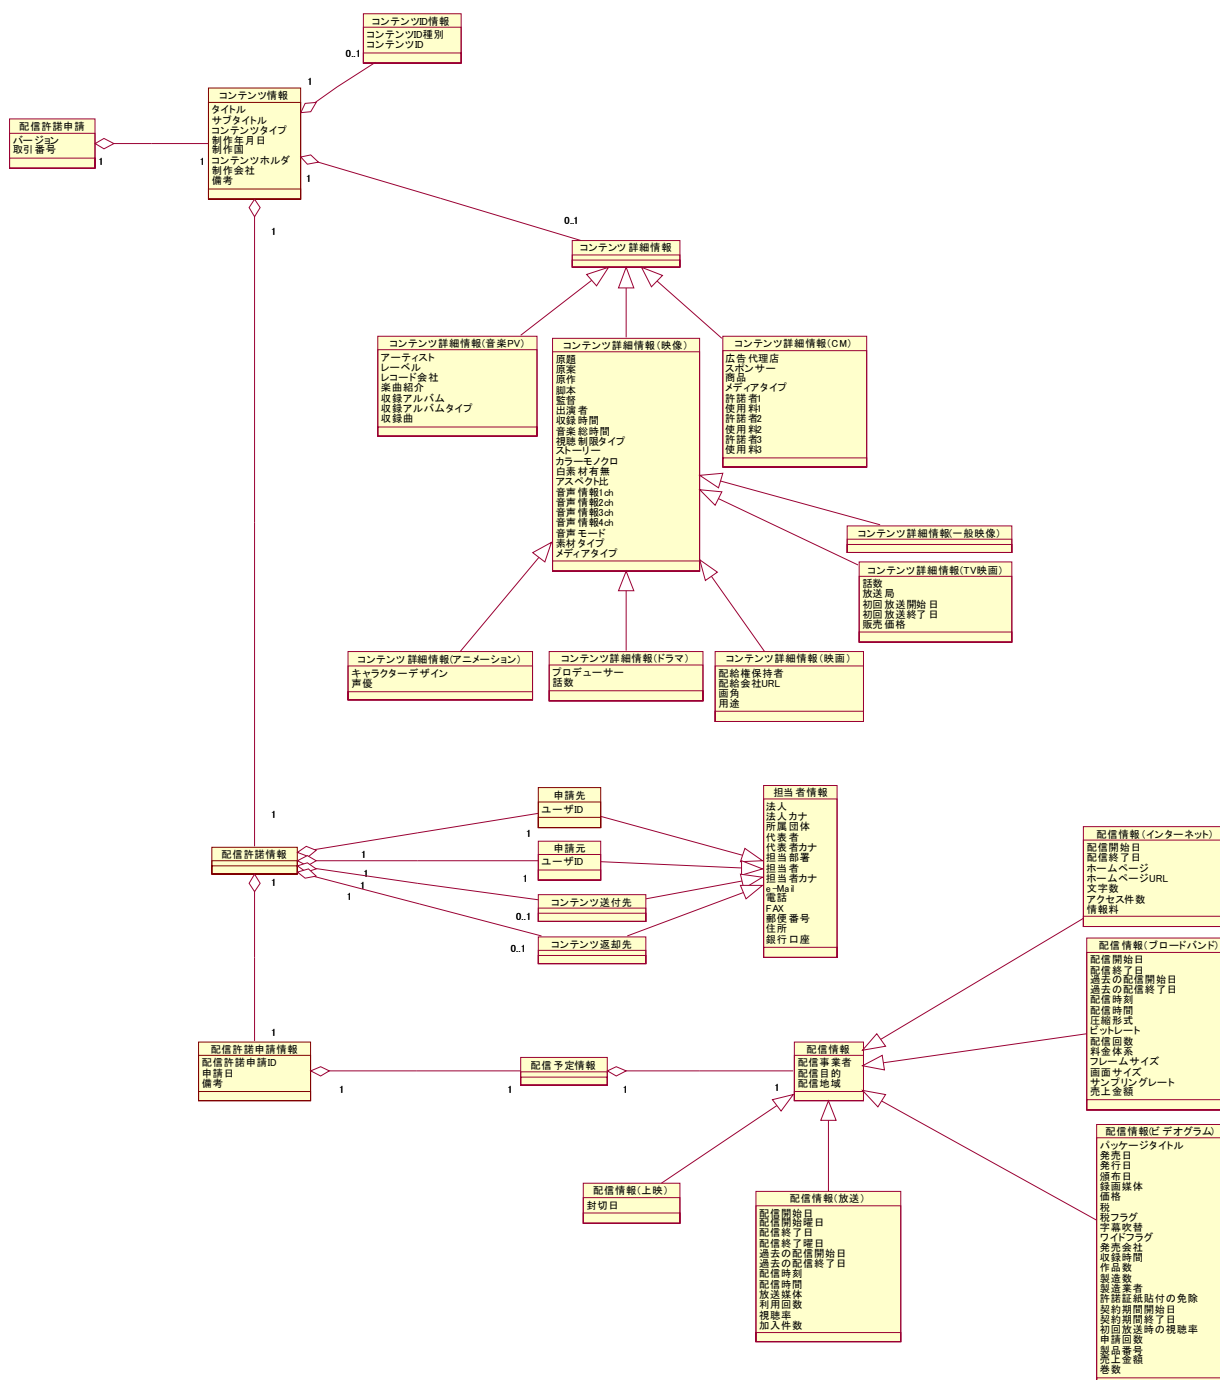 コンテンツID情報
コンテンツID種別
コンテンツID
0..1
1
コンテンツ情報
タイトル
サブタイトル
コンテンツタイプ
制作年月日
制作国
コンテンツホルダ
制作会社
備考
配信許諾申請
バージョン
取引番号
1
1
1
1
0..1
コンテンツ詳細情報
コンテンツ詳細情報(音楽PV)
アーティスト
レーベル
レコード会社
楽曲紹介
収録アルバム
収録アルバムタイプ
収録曲
コンテンツ詳細情報(映像)
原題
原案
原作
脚本
監督
出演者
収録時間
音楽総時間
視聴制限タイプ
ストーリー
カラーモノクロ
白素材有無
アスペクト比
音声情報1ch
音声情報2ch
音声情報3ch
音声情報4ch
音声モード
素材タイプ
メディアタイプ
コンテンツ詳細情報(CM)
広告代理店
スポンサー
商品
メディアタイプ
許諾者1
使用料1
許諾者2
使用料2
許諾者3
使用料3
コンテンツ詳細情報(一般映像)
コンテンツ詳細情報(TV映画)
話数
放送局
初回放送開始日
初回放送終了日
販売価格
コンテンツ詳細情報(アニメーション)
キャラクターデザイン
声優
コンテンツ詳細情報(ドラマ)
プロデューサー
話数
コンテンツ詳細情報(映画)
配給権保持者
配給会社URL
画角
用途
1
配信許諾情報
1
申請先
ユーザID
1
申請元
ユーザID
1
1
コンテンツ送付先
1
0..1
コンテンツ返却先
1
1
0..1
担当者情報
法人
法人カナ
所属団体
代表者
代表者カナ
担当部署
担当者
担当者カナ
e-Mail
電話
FAX
郵便番号
住所
銀行口座
配信情報(インターネット)
配信開始日
配信終了日
ホームページ
ホームページURL
文字数
アクセス件数
情報料
配信情報(ブロードバンド)
配信開始日
配信終了日
過去の配信開始日
過去の配信終了日
配信時刻
配信時間
圧縮形式
ビットレート
配信回数
料金体系
フレームサイズ
画面サイズ
サンプリングレート
売上金額
1
配信許諾申請情報
配信許諾申請ID
申請日
備考
1
配信予定情報
1
1
配信情報
配信事業者
配信目的
配信地域
1
配信情報(ビデオグラム)
パッケージタイトル
発売日
発行日
頒布日
録画媒体
価格
税
税フラグ
字幕吹替
ワイドフラグ
発売会社
収録時間
作品数
製造数
製造業者
許諾証紙貼付の免除
契約期間開始日
契約期間終了日
初回放送時の視聴率
申請回数
製品番号
売上金額
巻数
配信情報(上映)
封切日
配信情報(放送)
配信開始日
配信開始曜日
配信終了日
配信終了曜日
過去の配信開始日
過去の配信終了日
配信時刻
配信時間
放送媒体
利用回数
視聴率
加入件数